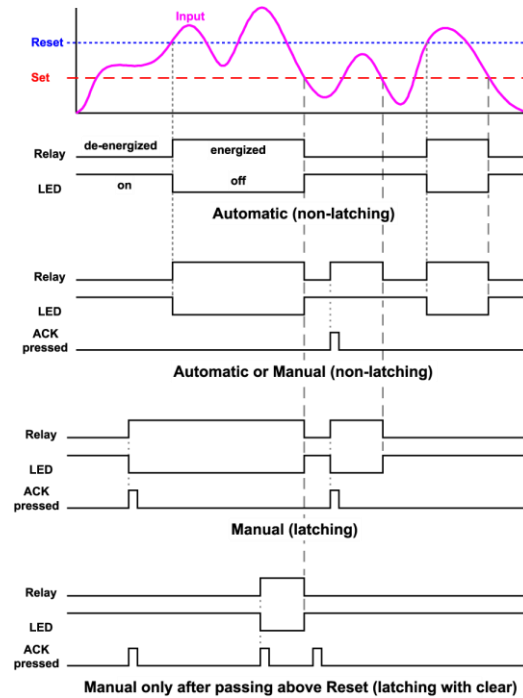 Input
Reset
Set
de-energized energized
Relay
LED
on off
Automatic (non-latching)
Relay
LED
ACK
pressed
Automatic or Manual (non-latching)
Relay
LED
ACK
pressed
Manual (latching)
Relay
LED
ACK
pressed
Manual only after passing above Reset (latching with clear)